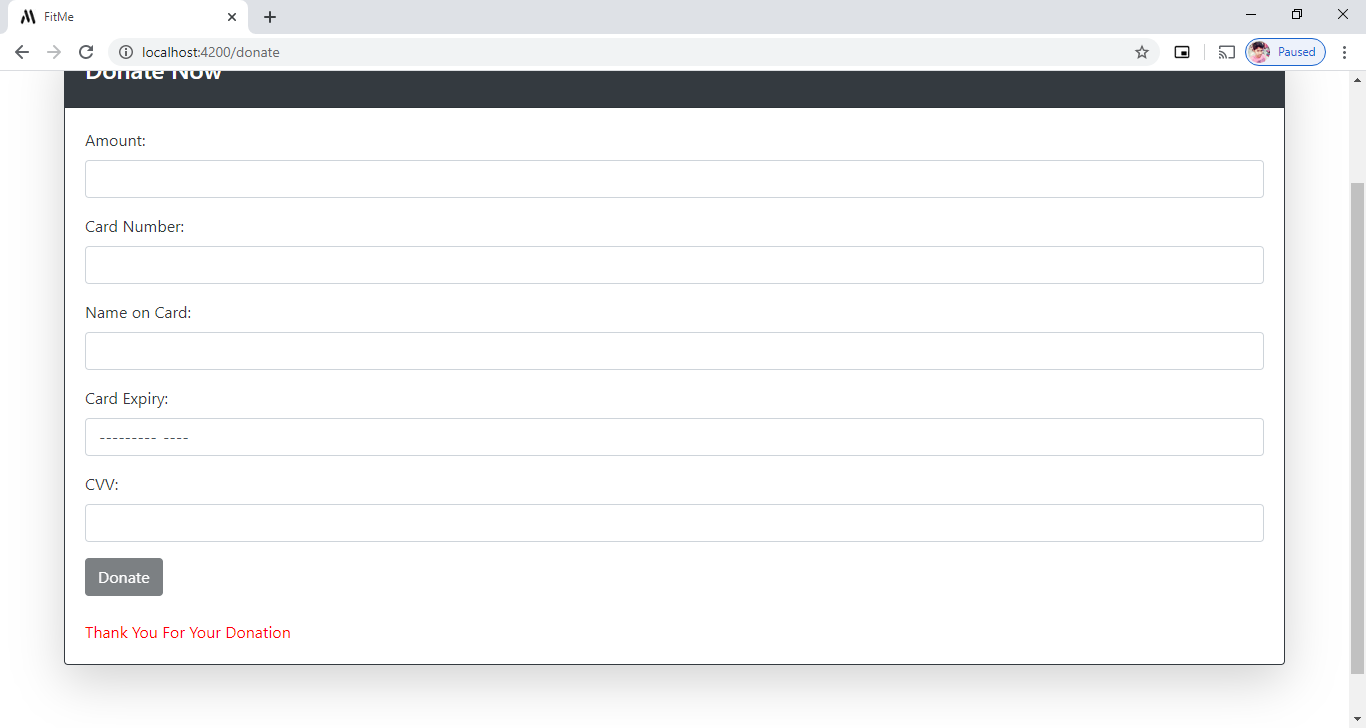 FitMe
localhost:4200/donate
Paused
Donate Now
Amount:
Card Number:
Name on Card:
Card Expiry:
--------- ----
CVV:
Donate
Thank You For Your Donation